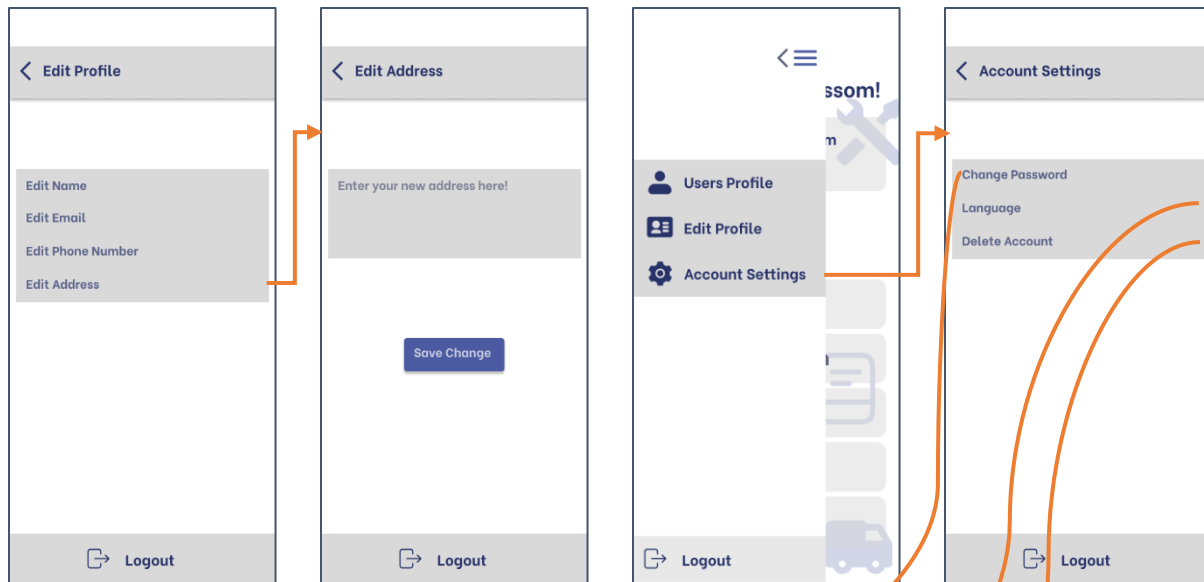 Edit Profile
Edit Name
Edit Email
Edit Phone Number
Edit Address
Logout
Edit Address
Enter your new address here!
Save Change
Logout
ssom!
m
Users Profile
Edit Profile
Account Settings
Logout
Account Settings
Change Password
Language
Delete Account
Logout